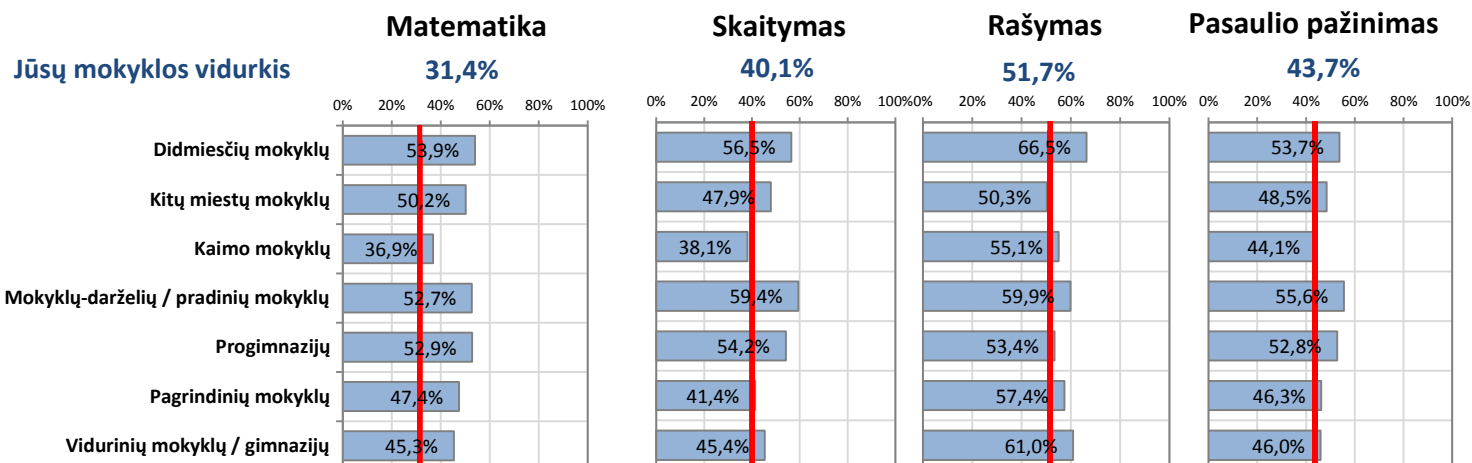 Matematika Skaitymas Rašymas Pasaulio pažinimas
Jūsų mokyklos vidurkis 31,4% 40,1% 51,7% 43,7%
0% 20% 40% 60% 80% 100% 0% 20% 40% 60% 80% 100% 0% 20% 40% 60% 80% 100% 0% 20% 40% 60% 80% 100%
Didmiesčių mokyklų 53,9% 56,5% 66,5% 53,7%
Kitų miestų mokyklų 50,2% 47,9% 50,3% 48,5%
Kaimo mokyklų 36,9% 38,1% 55,1% 44,1%
Mokyklų-darželių / pradinių mokyklų 52,7% 59,4% 59,9% 55,6%
Progimnazijų 52,9% 54,2% 53,4% 52,8%
Pagrindinių mokyklų 47,4% 41,4% 57,4% 46,3%
Vidurinių mokyklų / gimnazijų 45,3% 45,4% 61,0% 46,0%